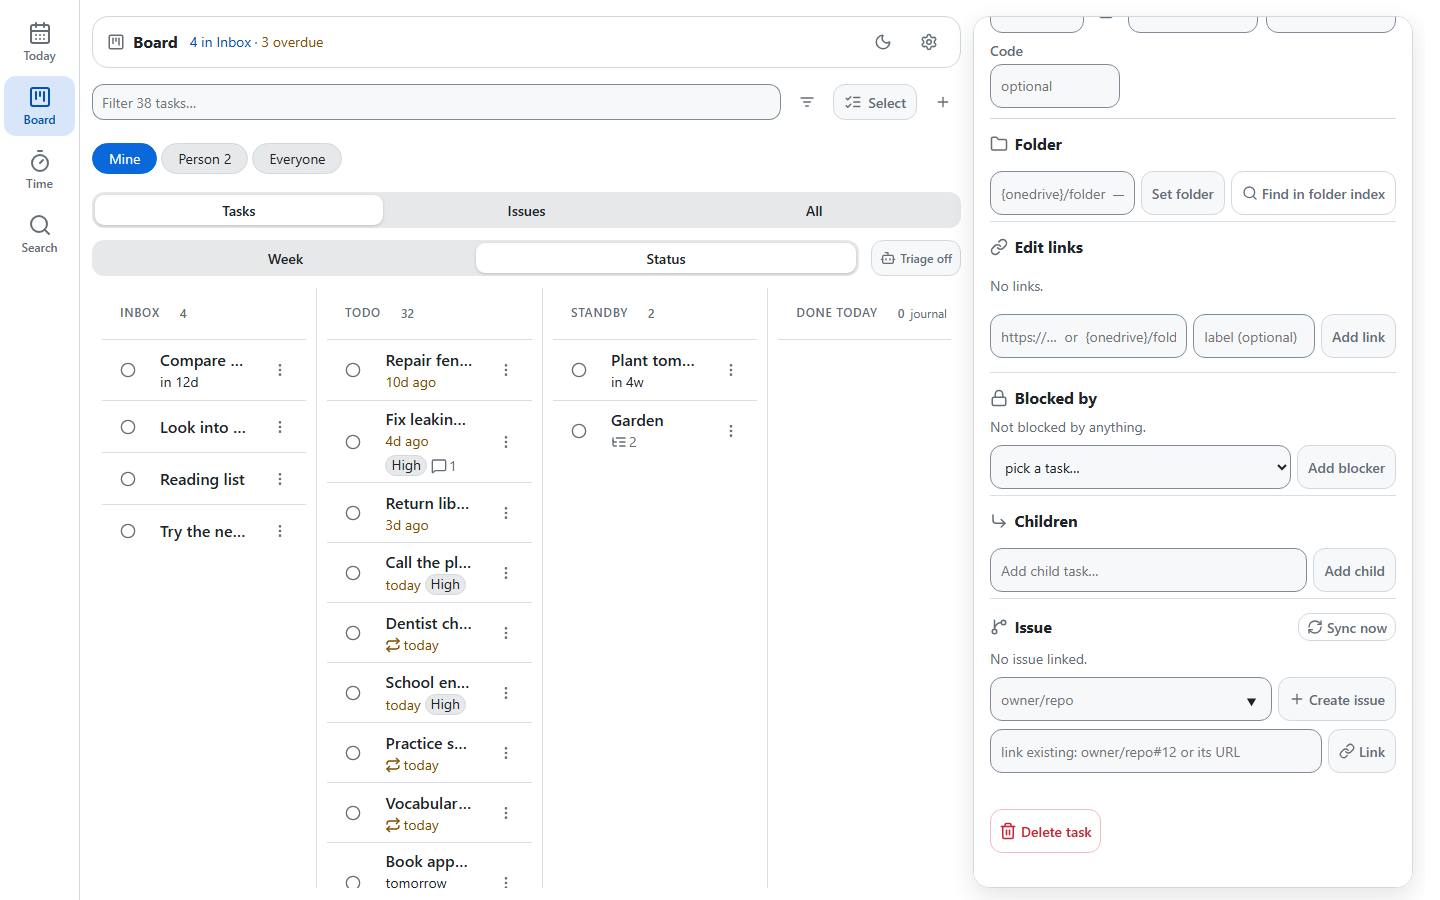 Today
Board
Time
Search
Board 4 in Inbox · 3 overdue
Filter 38 tasks...
Select
Mine
Person 2
Everyone
Tasks
Issues
All
Week
Status
Triage off
INBOX 4
Compare ...
in 12d
Look into ...
Reading list
Try the ne...
TODO 32
Repair fen...
10d ago
Fix leakin...
4d ago
High 1
Return lib...
3d ago
Call the pl...
today High
Dentist ch...
today
School en...
today High
Practice s...
today
Vocabular...
today
Book app...
tomorrow
STANDBY 2
Plant tom...
in 4w
Garden
2
DONE TODAY 0 journal
Code
optional
Folder
{onedrive}/folder —
Set folder
Find in folder index
Edit links
No links.
https://... or {onedrive}/fold
label (optional)
Add link
Blocked by
Not blocked by anything.
pick a task...
Add blocker
Children
Add child task...
Add child
Issue
Sync now
No issue linked.
owner/repo
Create issue
link existing: owner/repo#12 or its URL
Link
Delete task